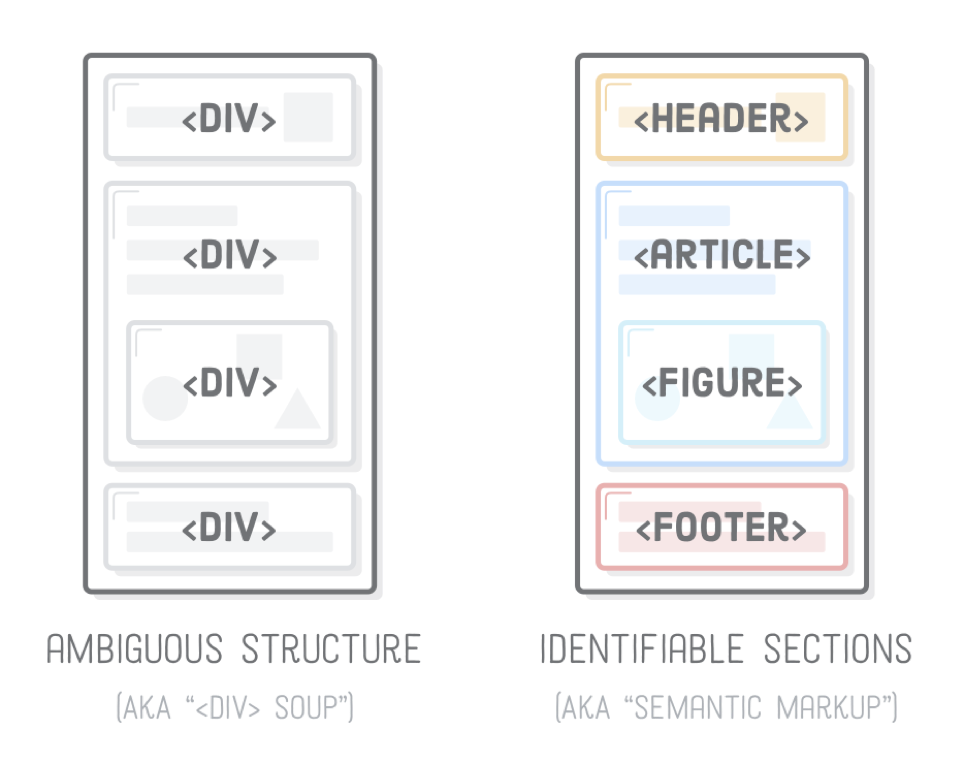 <DIV>
<DIV>
<DIV>
<DIV>
AMBIGUOUS STRUCTURE
(AKA “<DIV> SOUP”)
<HEADER>
<ARTICLE>
<FIGURE>
<FOOTER>
IDENTIFIABLE SECTIONS
(AKA “SEMANTIC MARKUP”)